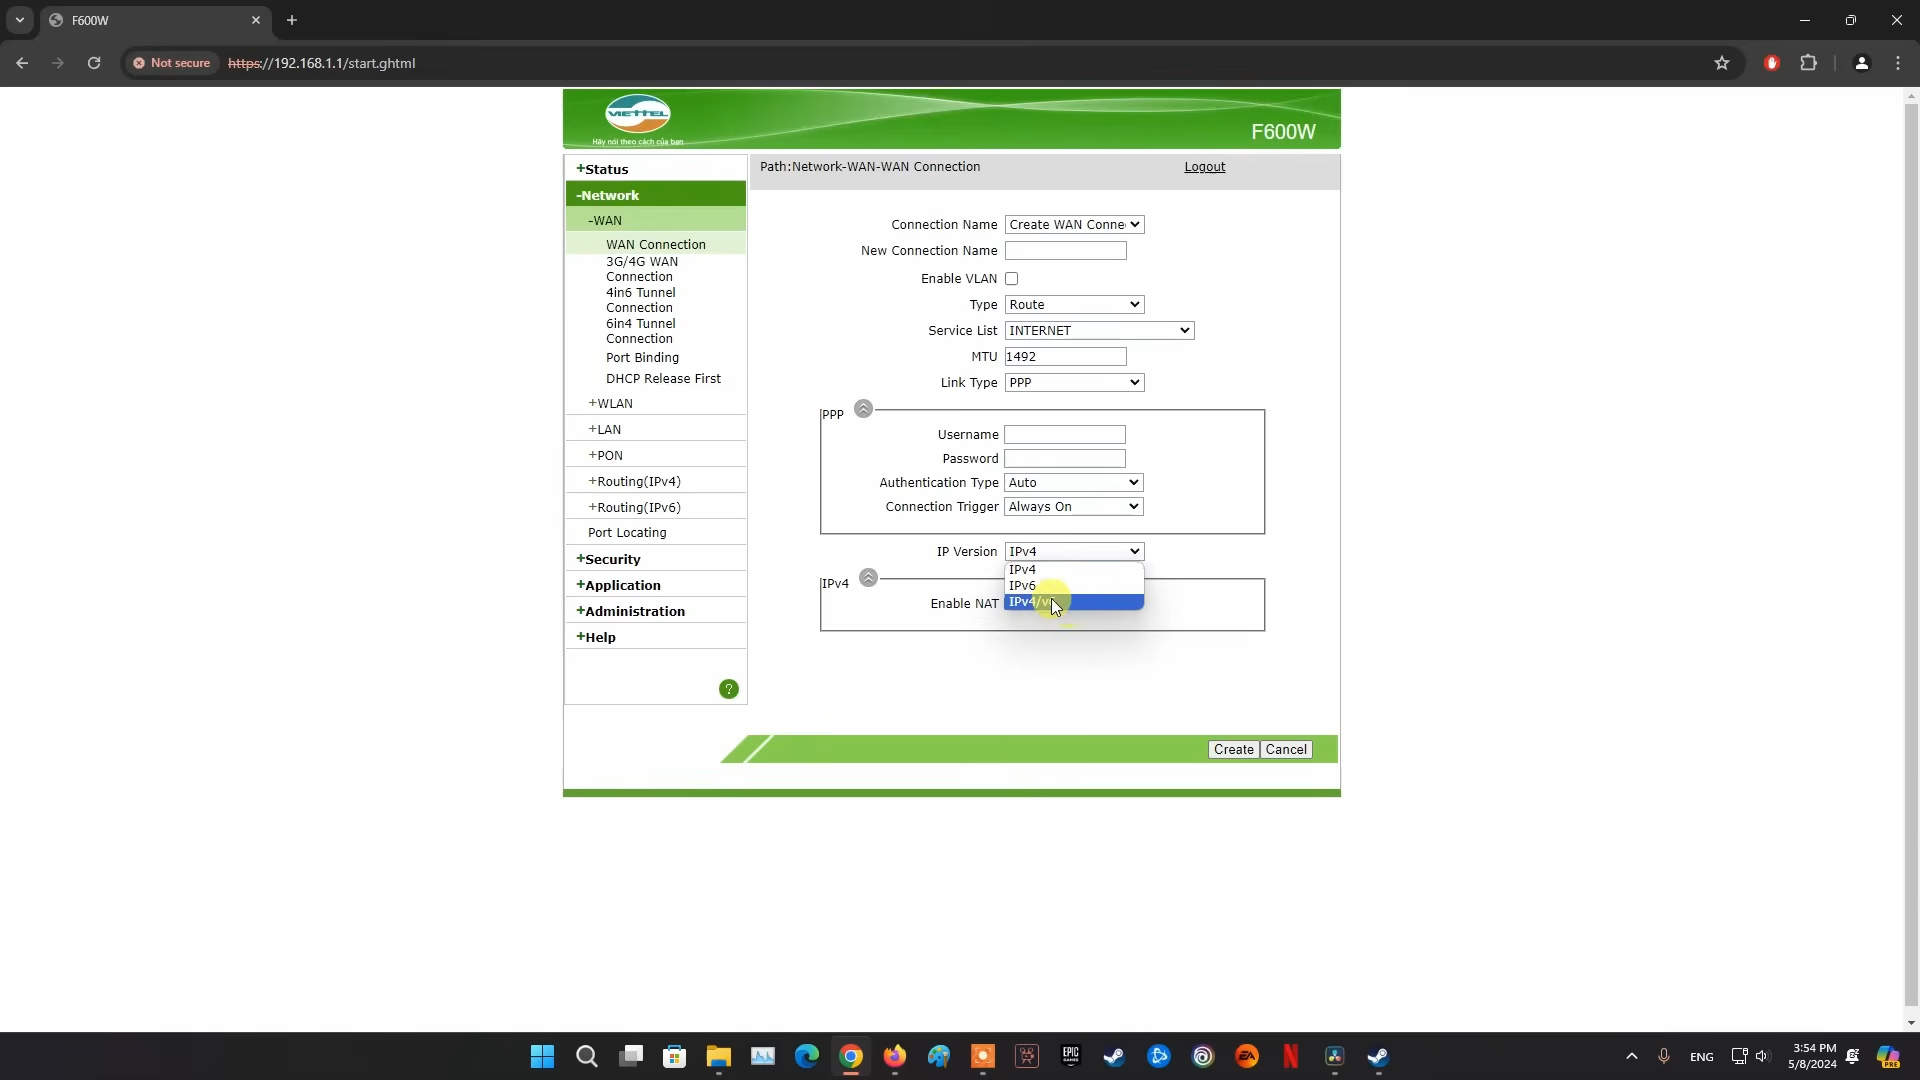 F600W
Not secure
https://192.168.1.1/start.ghtml
VIETTEL
Hãy nói theo cách của bạn
F600W
+Status
-Network
-WAN
WAN Connection
3G/4G WAN
Connection
4in6 Tunnel
Connection
6in4 Tunnel
Connection
Port Binding
DHCP Release First
+WLAN
+LAN
+PON
+Routing(IPv4)
+Routing(IPv6)
Port Locating
+Security
+Application
+Administration
+Help
?
Path:Network-WAN-WAN Connection
Logout
Connection Name Create WAN Conne
New Connection Name
Enable VLAN
Type Route
Service List INTERNET
MTU 1492
Link Type PPP
PPP
Username
Password
Authentication Type Auto
Connection Trigger Always On
IP Version IPv4
IPv4
IPv6
IPv4/v
IPv4
Enable NAT
Create Cancel
EPIC
GAMES
EA
N
ENG
3:54 PM
5/8/2024
PRE